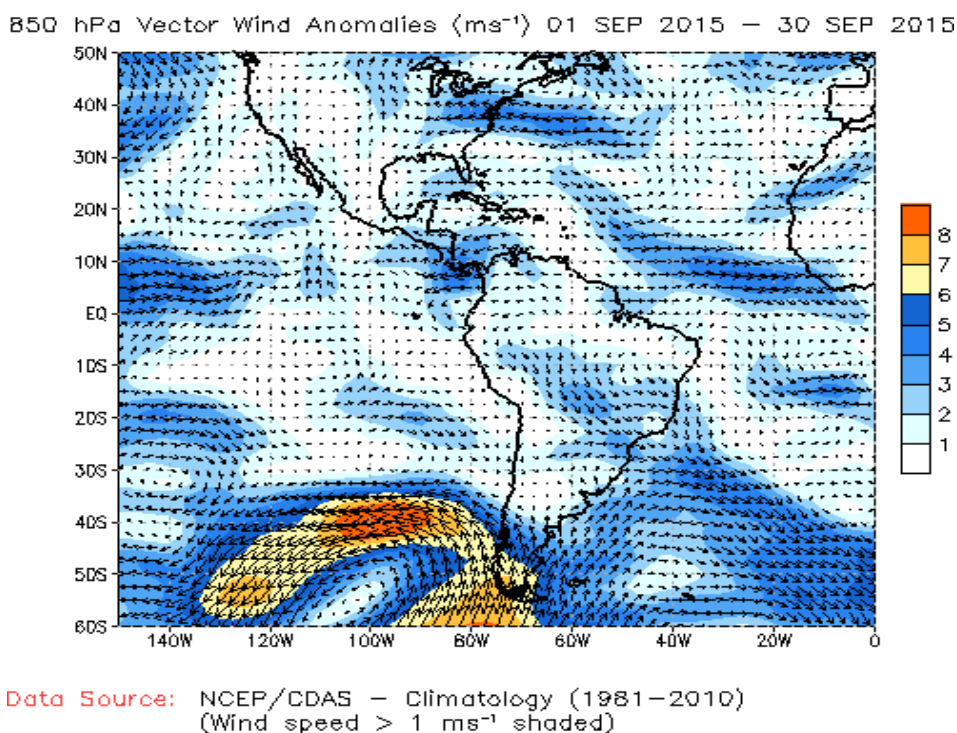 850 hPa Vector Wind Anomalies (ms⁻¹) 01 SEP 2015 – 30 SEP 2015
50N
40N
30N
20N
10N
EQ
10S
20S
30S
40S
50S
60S
140W 120W 100W 80W 60W 40W 20W 0
8
7
6
5
4
3
2
1
Data Source: NCEP/CDAS – Climatology (1981–2010)
(Wind speed > 1 ms⁻¹ shaded)